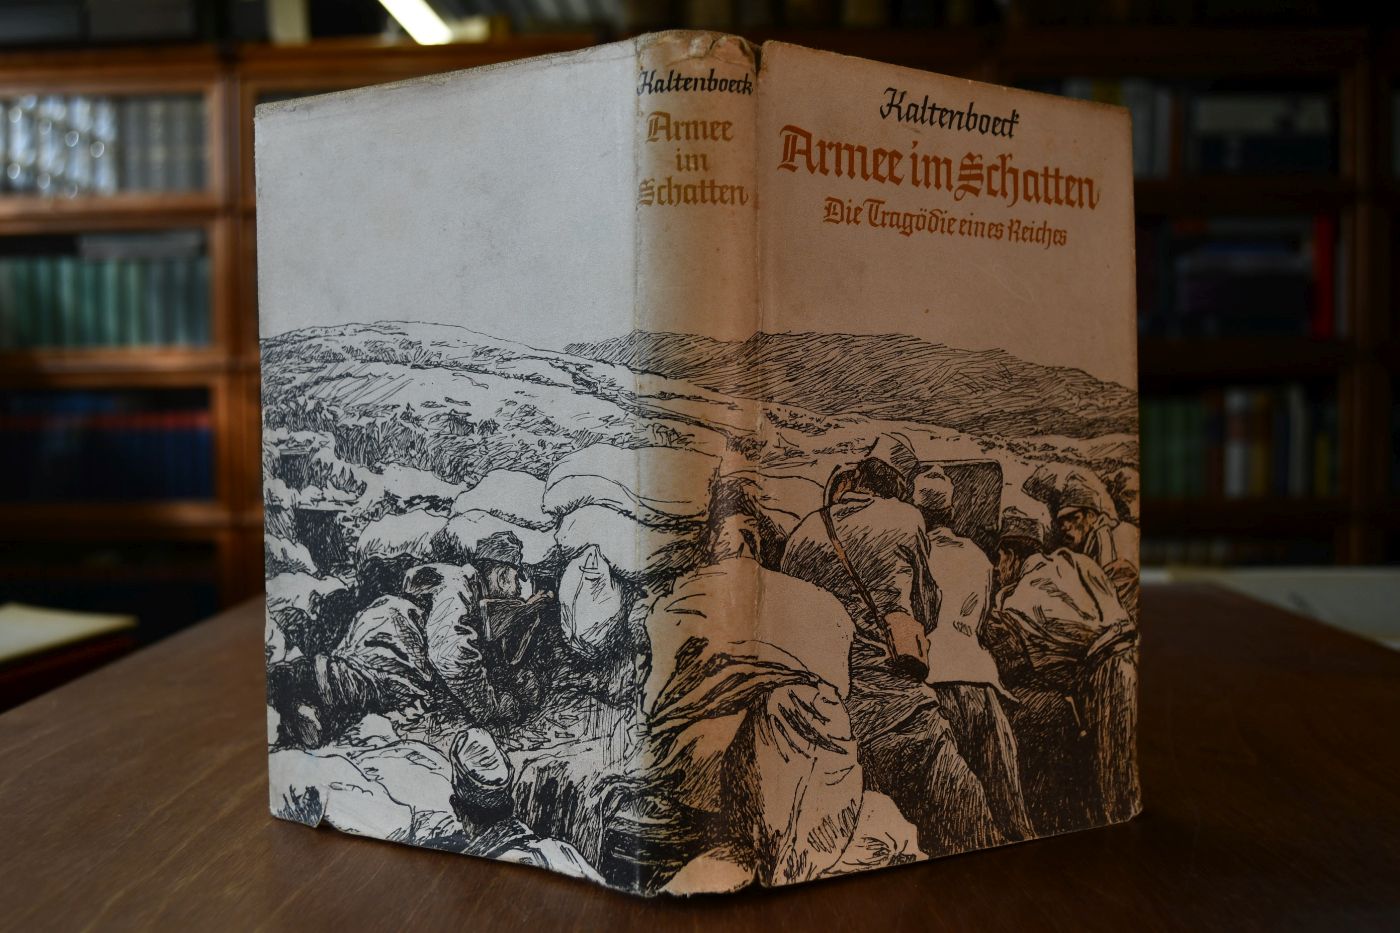 Kaltenboeck
Armee
im
Schatten
Kaltenboeck
Armee im Schatten
Die Tragödie eines Reiches